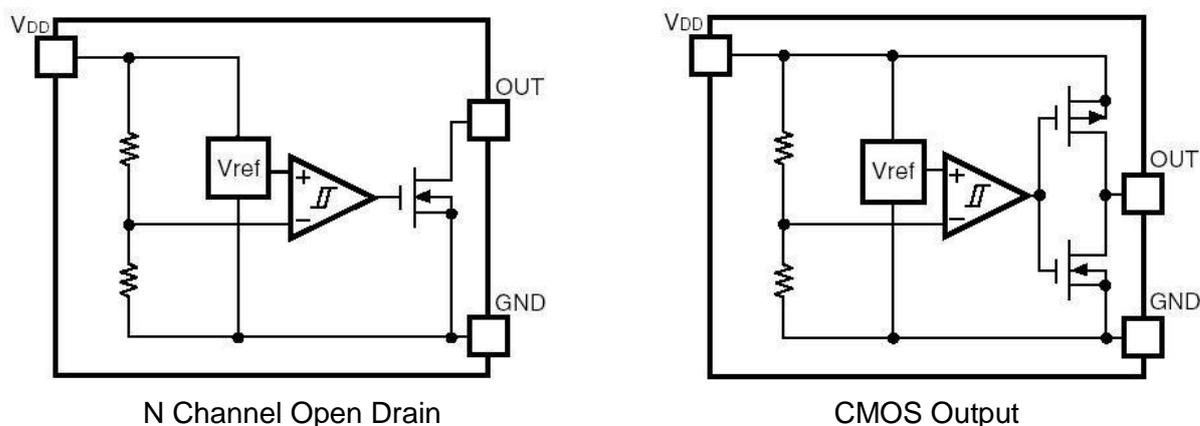 VDD
OUT
Vref
+
−
GND
N Channel Open Drain
VDD
Vref
+
−
OUT
GND
CMOS Output